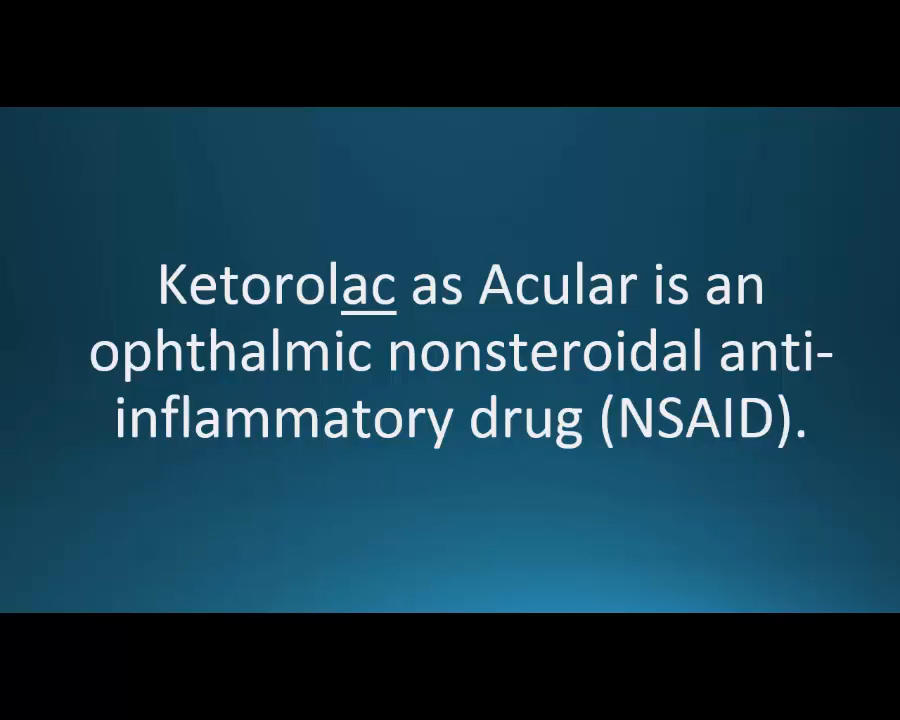 Ketorolac as Acular is an
ophthalmic nonsteroidal anti-
inflammatory drug (NSAID).